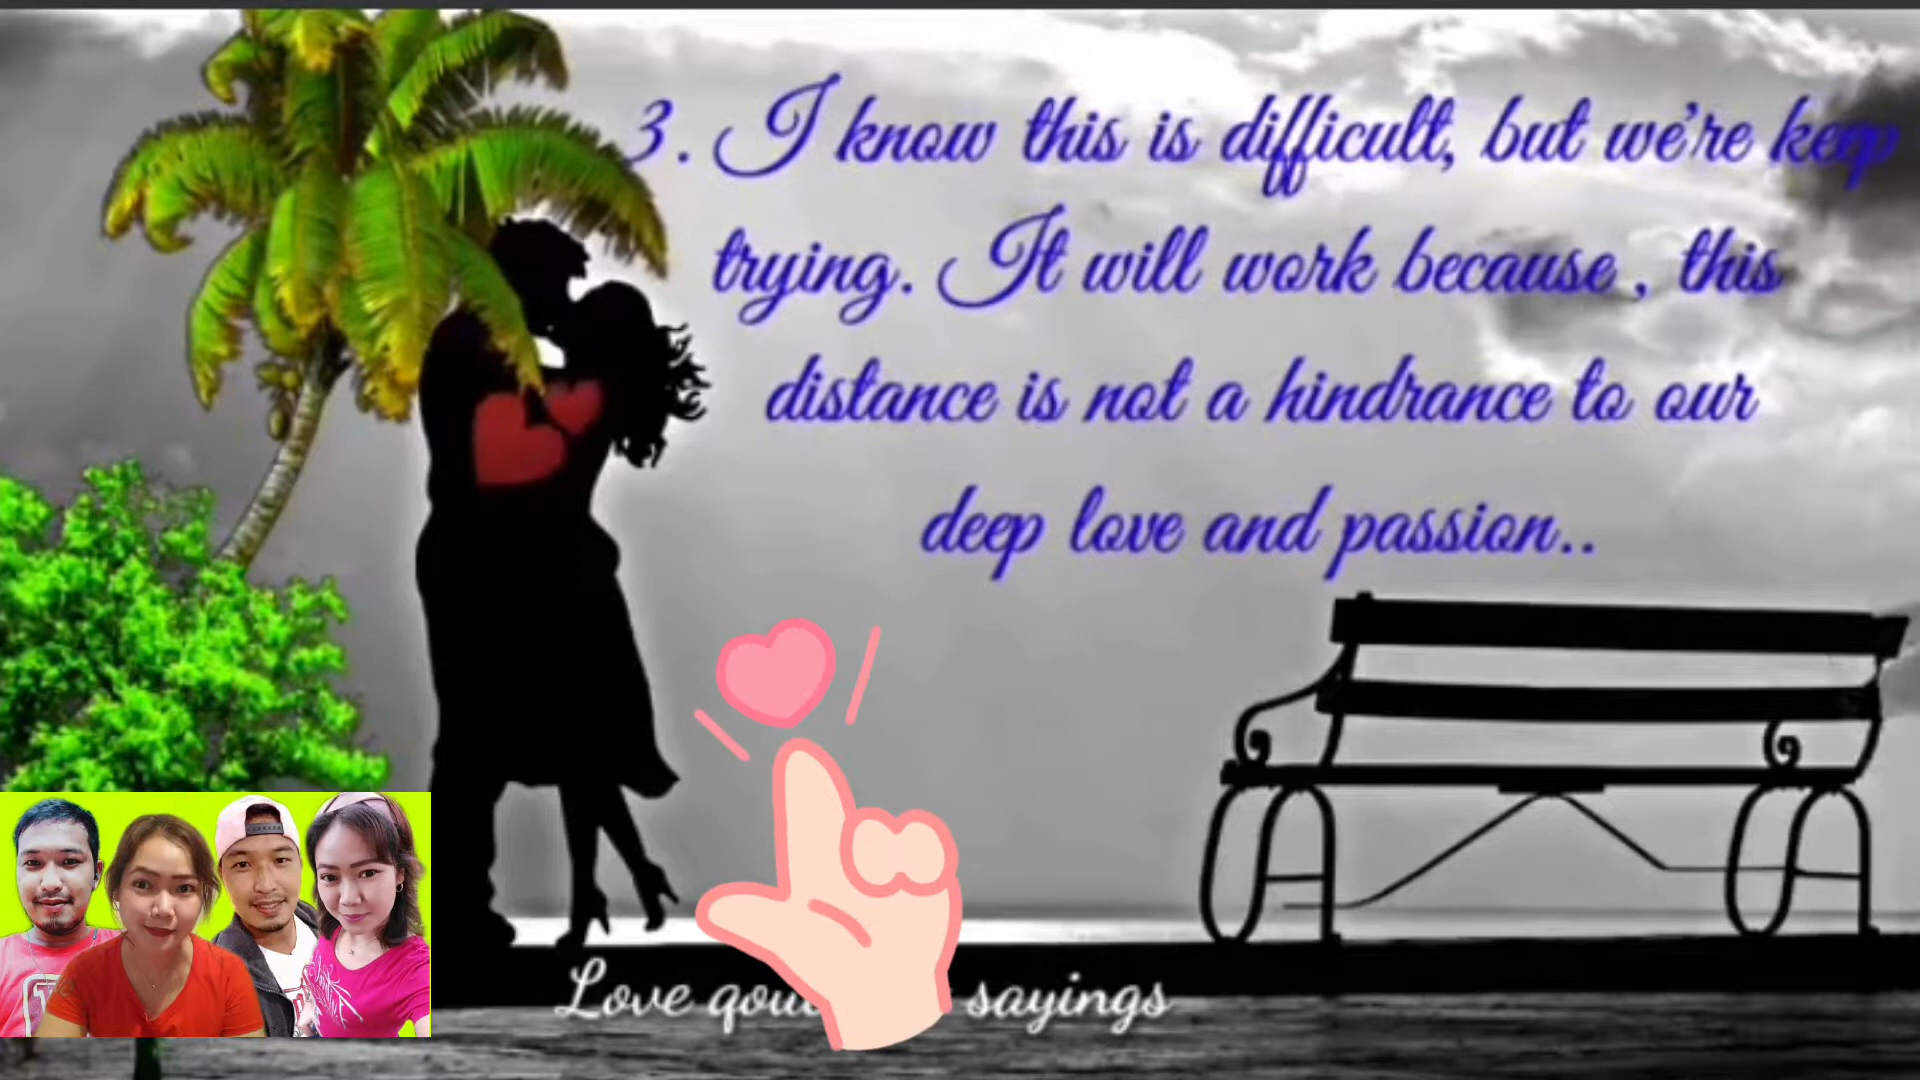 3. I know this is difficult, but we're keep
trying. It will work because , this
distance is not a hindrance to our
deep love and passion..
Love sayings